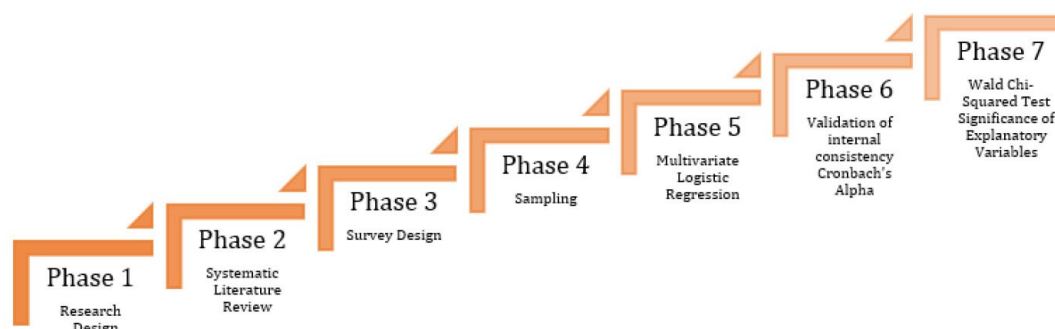 Phase 1
Research
Design
Phase 2
Systematic
Literature
Review
Phase 3
Survey Design
Phase 4
Sampling
Phase 5
Multivariate
Logistic
Regression
Phase 6
Validation of
internal
consistency
Cronbach's
Alpha
Phase 7
Wald Chi-
Squared Test
Significance of
Explanatory
Variables